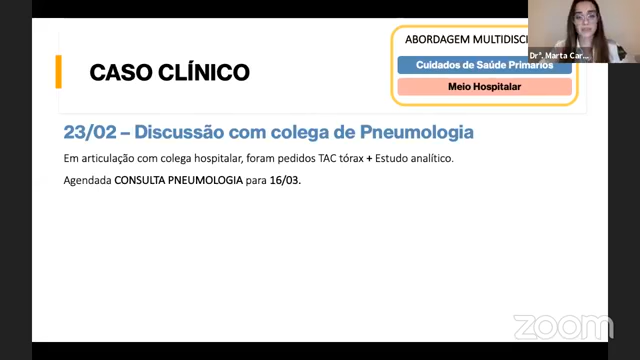 ABORDAGEM MULTIDISCI
Drª. Marta Car...
CASO CLÍNICO
Cuidados de Saúde Primários
Meio Hospitalar
23/02 – Discussão com colega de Pneumologia
Em articulação com colega hospitalar, foram pedidos TAC tórax + Estudo analítico.
Agendada CONSULTA PNEUMOLOGIA para 16/03.
zoom